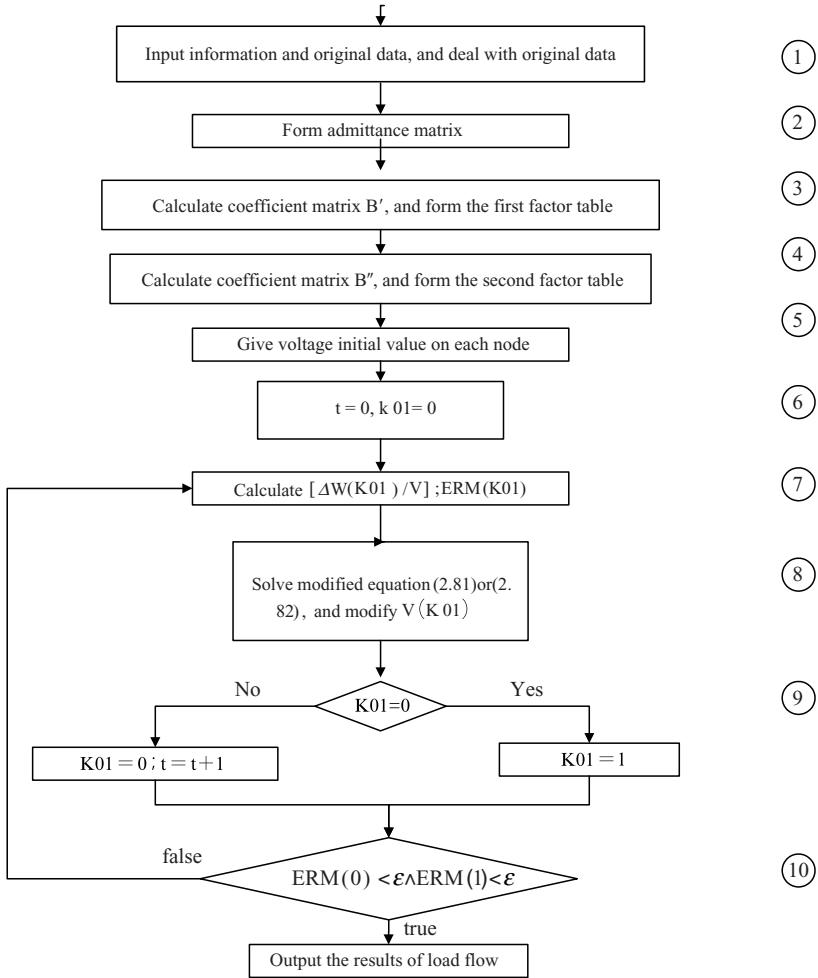 Input information and original data, and deal with original data
①
Form admittance matrix
②
Calculate coefficient matrix B′, and form the first factor table
③
Calculate coefficient matrix B″, and form the second factor table
④
Give voltage initial value on each node
⑤
t = 0, k 01= 0
⑥
Calculate [ΔW(K01) /V] ;ERM(K01)
⑦
Solve modified equation (2.81)or(2.
82), and modify V(K 01)
⑧
No
Yes
K01=0
⑨
K01 = 0 ; t = t+1
K01 = 1
false
ERM(0) <ε∧ERM(1)<ε
⑩
true
Output the results of load flow